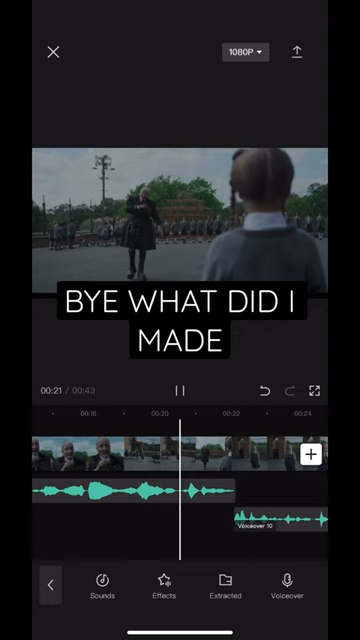 1080P
BYE WHAT DID I
MADE
00:21 / 00:43
00:18 00:20 00:22 00:24
Voiceover 10
Sounds Effects Extracted Voiceover